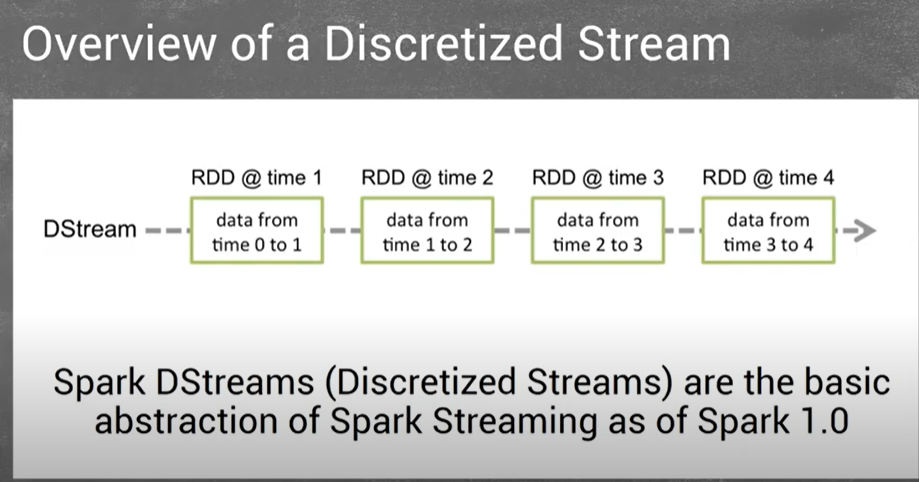 Overview of a Discretized Stream
RDD @ time 1
RDD @ time 2
RDD @ time 3
RDD @ time 4
DStream
data from
time 0 to 1
data from
time 1 to 2
data from
time 2 to 3
data from
time 3 to 4
Spark DStreams (Discretized Streams) are the basic
abstraction of Spark Streaming as of Spark 1.0